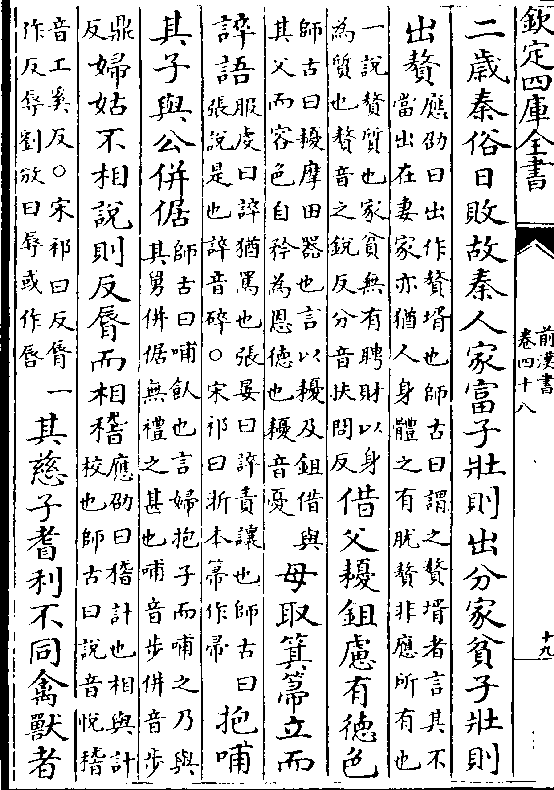 欽定四庫全書
前漢書
卷四十八
十九
二歳秦俗日敗故秦人家富子壯則出分家貧子壯則
出贅
應劭曰出作贅壻也師古曰謂之贅壻者言其不
當出在妻家亦猶人身體之有肬贅非應所有也
一說贅質也家貧無有聘財以身
為質也贅音之銳反分音扶問反
借父耰鉏慮有德色
師古曰耰摩田器也言以耰及鉏借與
其父而容色自矜為恩德也耰音憂
母取箕箒立而
誶語
服䖍曰誶猶罵也張晏曰誶責讓也師古曰
張說是也誶音碎○宋祁曰折本箒作帚
抱哺
其子與公併倨
師古曰哺飤也言婦抱子而哺之乃與
其舅併倨無禮之甚也哺音步併音步
鼎
反
婦姑不相說則反脣而相稽
應劭曰稽計也相與計
校也師古曰說音悅稽
音工奚反○宋祁曰反脣
作反辱劉攽曰辱或作唇
一其慈子耆利不同禽獸者